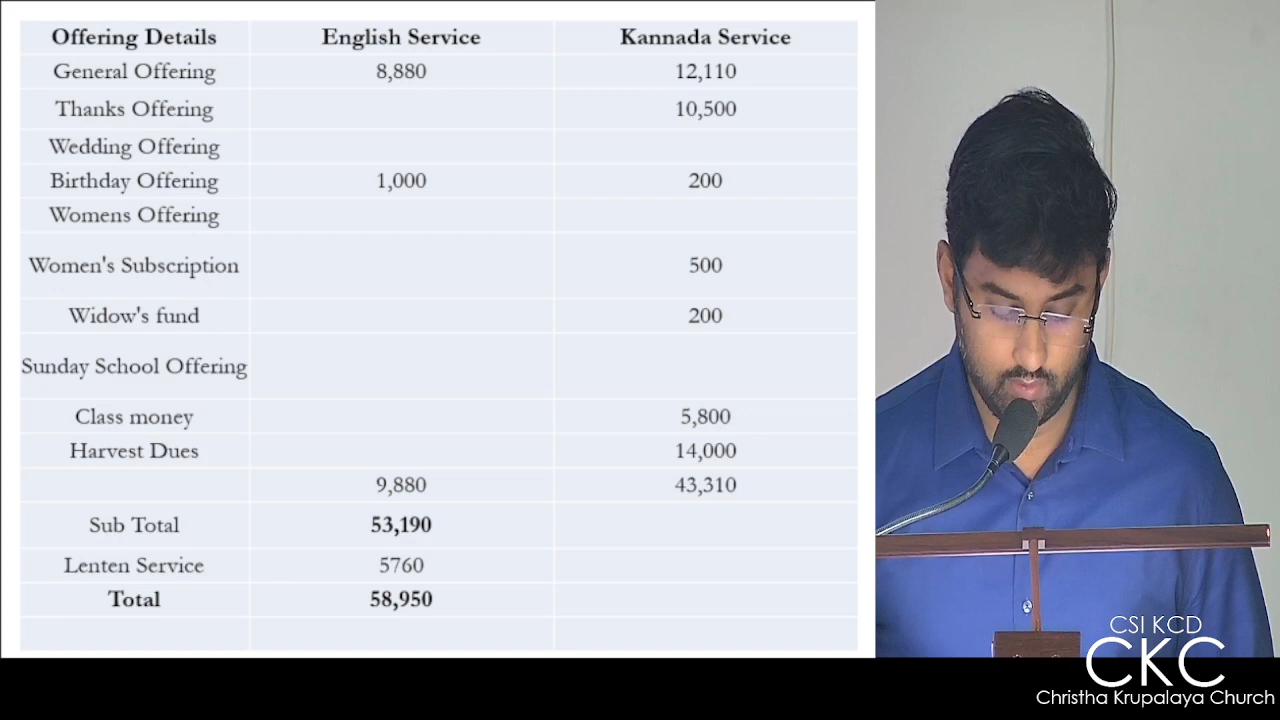 Offering Details English Service Kannada Service
General Offering 8,880 12,110
Thanks Offering 10,500
Wedding Offering
Birthday Offering 1,000 200
Womens Offering
Women's Subscription 500
Widow's fund 200
Sunday School Offering
Class money 5,800
Harvest Dues 14,000
9,880 43,310
Sub Total 53,190
Lenten Service 5760
Total 58,950
CSI KCD
CKC
Christha Krupalaya Church